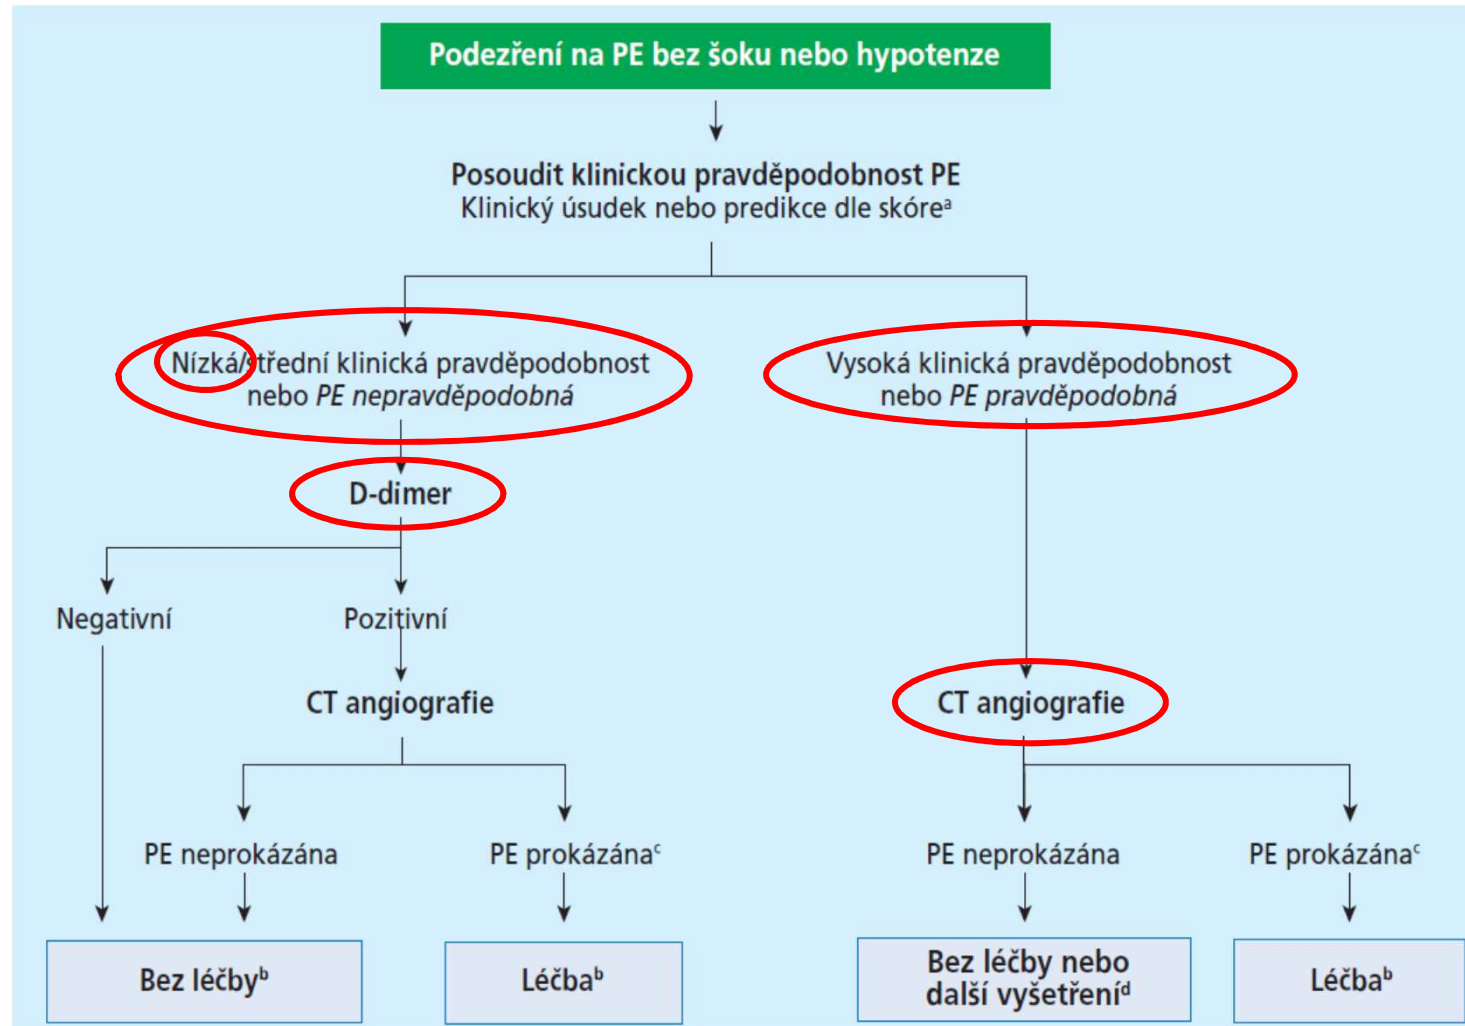 Podezření na PE bez šoku nebo hypotenze
Posoudit klinickou pravděpodobnost PE
Klinický úsudek nebo predikce dle skóreᵃ
Nízká/střední klinická pravděpodobnost
nebo PE nepravděpodobná
Vysoká klinická pravděpodobnost
nebo PE pravděpodobná
D-dimer
Negativní
Pozitivní
CT angiografie
CT angiografie
PE neprokázána
PE prokázánaᶜ
PE neprokázána
PE prokázánaᶜ
Bez léčbyᵇ
Léčbaᵇ
Bez léčby nebo
další vyšetřeníᵈ
Léčbaᵇ